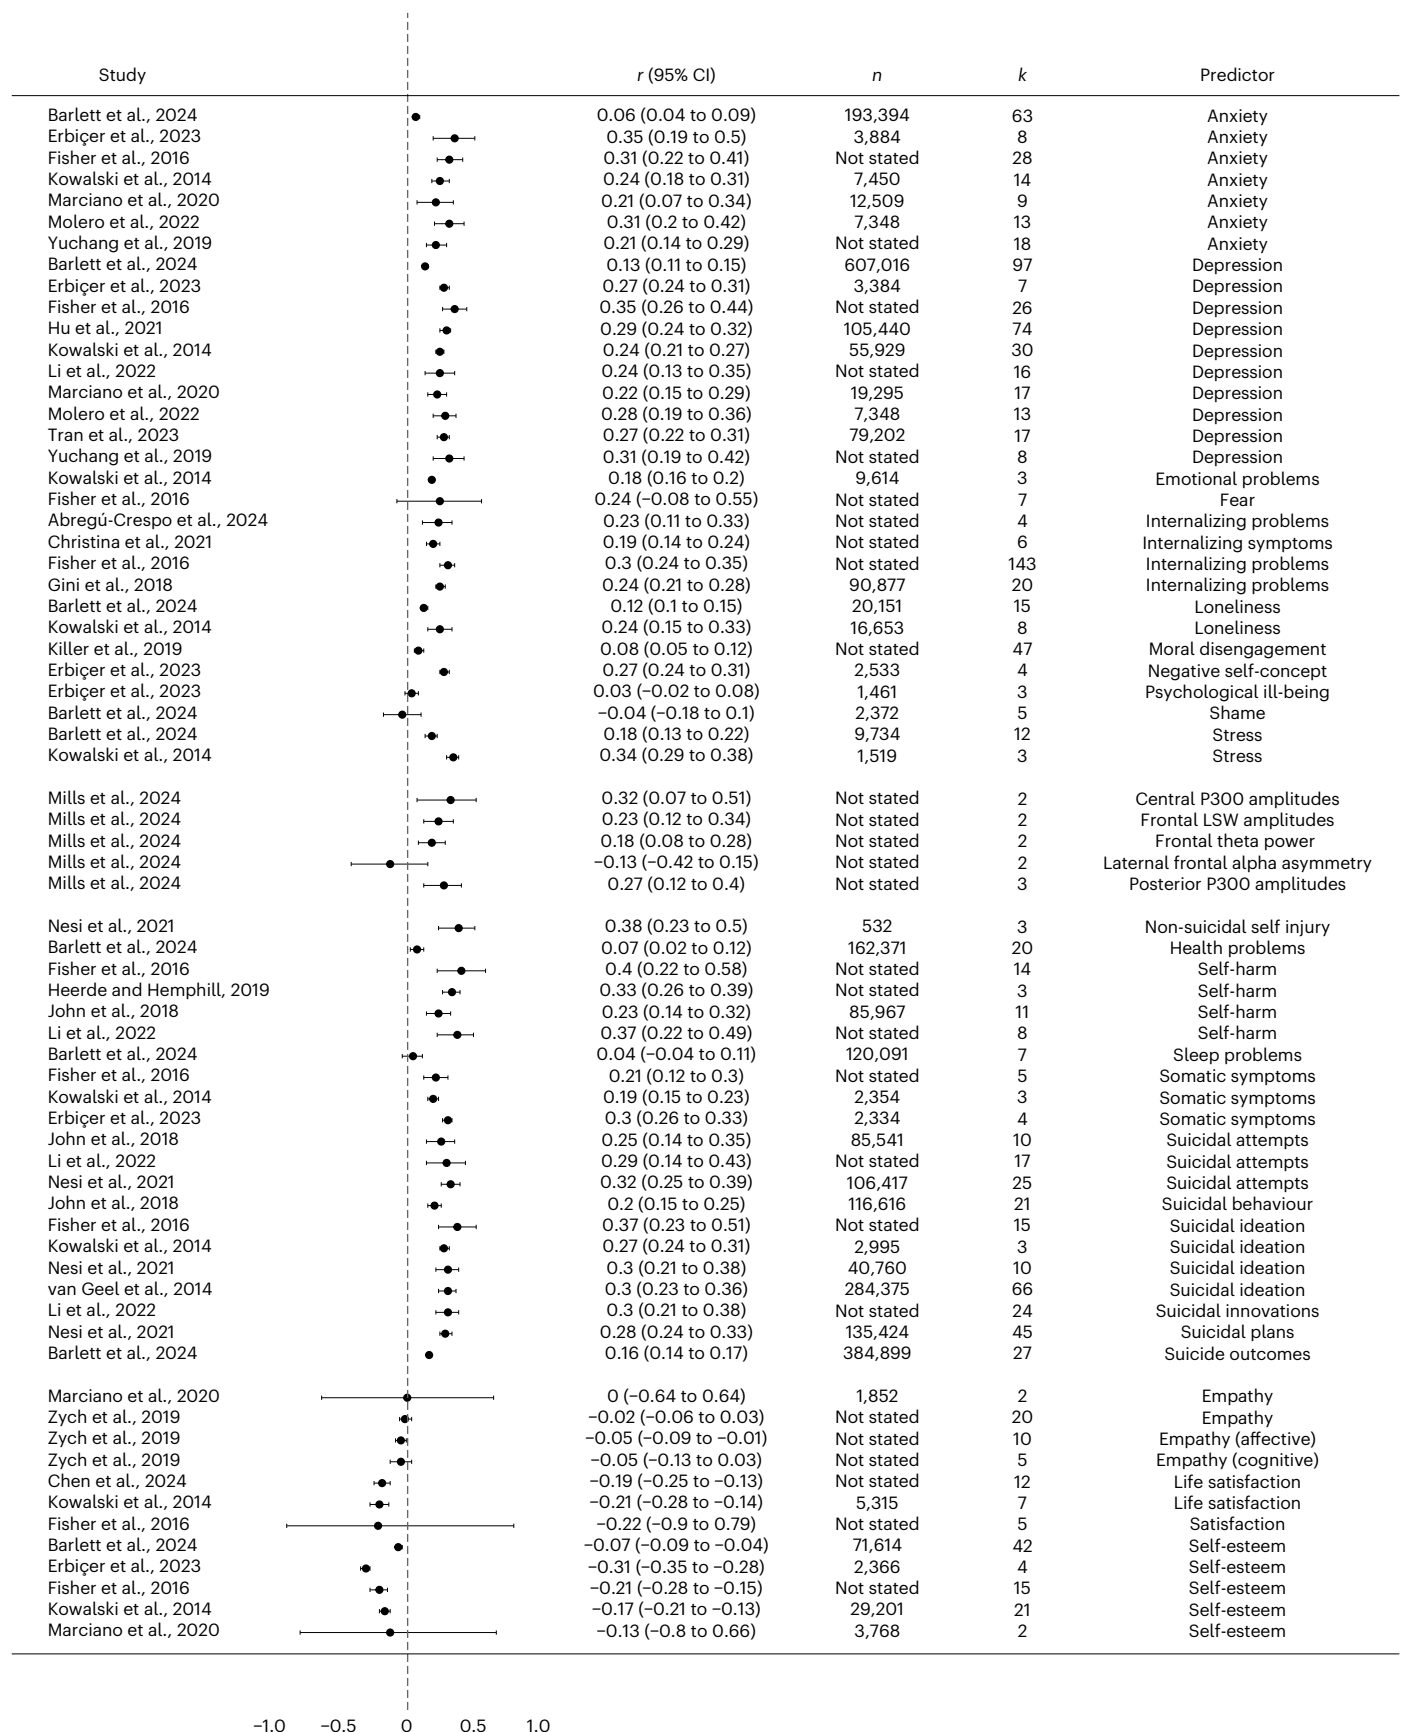 Study r (95% CI) n k Predictor
Barlett et al., 2024 0.06 (0.04 to 0.09) 193,394 63 Anxiety
Erbiçer et al., 2023 0.35 (0.19 to 0.5) 3,884 8 Anxiety
Fisher et al., 2016 0.31 (0.22 to 0.41) Not stated 28 Anxiety
Kowalski et al., 2014 0.24 (0.18 to 0.31) 7,450 14 Anxiety
Marciano et al., 2020 0.21 (0.07 to 0.34) 12,509 9 Anxiety
Molero et al., 2022 0.31 (0.2 to 0.42) 7,348 13 Anxiety
Yuchang et al., 2019 0.21 (0.14 to 0.29) Not stated 18 Anxiety
Barlett et al., 2024 0.13 (0.11 to 0.15) 607,016 97 Depression
Erbiçer et al., 2023 0.27 (0.24 to 0.31) 3,384 7 Depression
Fisher et al., 2016 0.35 (0.26 to 0.44) Not stated 26 Depression
Hu et al., 2021 0.29 (0.24 to 0.32) 105,440 74 Depression
Kowalski et al., 2014 0.24 (0.21 to 0.27) 55,929 30 Depression
Li et al., 2022 0.24 (0.13 to 0.35) Not stated 16 Depression
Marciano et al., 2020 0.22 (0.15 to 0.29) 19,295 17 Depression
Molero et al., 2022 0.28 (0.19 to 0.36) 7,348 13 Depression
Tran et al., 2023 0.27 (0.22 to 0.31) 79,202 17 Depression
Yuchang et al., 2019 0.31 (0.19 to 0.42) Not stated 8 Depression
Kowalski et al., 2014 0.18 (0.16 to 0.2) 9,614 3 Emotional problems
Fisher et al., 2016 0.24 (−0.08 to 0.55) Not stated 7 Fear
Abregú-Crespo et al., 2024 0.23 (0.11 to 0.33) Not stated 4 Internalizing problems
Christina et al., 2021 0.19 (0.14 to 0.24) Not stated 6 Internalizing symptoms
Fisher et al., 2016 0.3 (0.24 to 0.35) Not stated 143 Internalizing problems
Gini et al., 2018 0.24 (0.21 to 0.28) 90,877 20 Internalizing problems
Barlett et al., 2024 0.12 (0.1 to 0.15) 20,151 15 Loneliness
Kowalski et al., 2014 0.24 (0.15 to 0.33) 16,653 8 Loneliness
Killer et al., 2019 0.08 (0.05 to 0.12) Not stated 47 Moral disengagement
Erbiçer et al., 2023 0.27 (0.24 to 0.31) 2,533 4 Negative self-concept
Erbiçer et al., 2023 0.03 (−0.02 to 0.08) 1,461 3 Psychological ill-being
Barlett et al., 2024 −0.04 (−0.18 to 0.1) 2,372 5 Shame
Barlett et al., 2024 0.18 (0.13 to 0.22) 9,734 12 Stress
Kowalski et al., 2014 0.34 (0.29 to 0.38) 1,519 3 Stress
Mills et al., 2024 0.32 (0.07 to 0.51) Not stated 2 Central P300 amplitudes
Mills et al., 2024 0.23 (0.12 to 0.34) Not stated 2 Frontal LSW amplitudes
Mills et al., 2024 0.18 (0.08 to 0.28) Not stated 2 Frontal theta power
Mills et al., 2024 −0.13 (−0.42 to 0.15) Not stated 2 Laternal frontal alpha asymmetry
Mills et al., 2024 0.27 (0.12 to 0.4) Not stated 3 Posterior P300 amplitudes
Nesi et al., 2021 0.38 (0.23 to 0.5) 532 3 Non-suicidal self injury
Barlett et al., 2024 0.07 (0.02 to 0.12) 162,371 20 Health problems
Fisher et al., 2016 0.4 (0.22 to 0.58) Not stated 14 Self-harm
Heerde and Hemphill, 2019 0.33 (0.26 to 0.39) Not stated 3 Self-harm
John et al., 2018 0.23 (0.14 to 0.32) 85,967 11 Self-harm
Li et al., 2022 0.37 (0.22 to 0.49) Not stated 8 Self-harm
Barlett et al., 2024 0.04 (−0.04 to 0.11) 120,091 7 Sleep problems
Fisher et al., 2016 0.21 (0.12 to 0.3) Not stated 5 Somatic symptoms
Kowalski et al., 2014 0.19 (0.15 to 0.23) 2,354 3 Somatic symptoms
Erbiçer et al., 2023 0.3 (0.26 to 0.33) 2,334 4 Somatic symptoms
John et al., 2018 0.25 (0.14 to 0.35) 85,541 10 Suicidal attempts
Li et al., 2022 0.29 (0.14 to 0.43) Not stated 17 Suicidal attempts
Nesi et al., 2021 0.32 (0.25 to 0.39) 106,417 25 Suicidal attempts
John et al., 2018 0.2 (0.15 to 0.25) 116,616 21 Suicidal behaviour
Fisher et al., 2016 0.37 (0.23 to 0.51) Not stated 15 Suicidal ideation
Kowalski et al., 2014 0.27 (0.24 to 0.31) 2,995 3 Suicidal ideation
Nesi et al., 2021 0.3 (0.21 to 0.38) 40,760 10 Suicidal ideation
van Geel et al., 2014 0.3 (0.23 to 0.36) 284,375 66 Suicidal ideation
Li et al., 2022 0.3 (0.21 to 0.38) Not stated 24 Suicidal innovations
Nesi et al., 2021 0.28 (0.24 to 0.33) 135,424 45 Suicidal plans
Barlett et al., 2024 0.16 (0.14 to 0.17) 384,899 27 Suicide outcomes
Marciano et al., 2020 0 (−0.64 to 0.64) 1,852 2 Empathy
Zych et al., 2019 −0.02 (−0.06 to 0.03) Not stated 20 Empathy
Zych et al., 2019 −0.05 (−0.09 to −0.01) Not stated 10 Empathy (affective)
Zych et al., 2019 −0.05 (−0.13 to 0.03) Not stated 5 Empathy (cognitive)
Chen et al., 2024 −0.19 (−0.25 to −0.13) Not stated 12 Life satisfaction
Kowalski et al., 2014 −0.21 (−0.28 to −0.14) 5,315 7 Life satisfaction
Fisher et al., 2016 −0.22 (−0.9 to 0.79) Not stated 5 Satisfaction
Barlett et al., 2024 −0.07 (−0.09 to −0.04) 71,614 42 Self-esteem
Erbiçer et al., 2023 −0.31 (−0.35 to −0.28) 2,366 4 Self-esteem
Fisher et al., 2016 −0.21 (−0.28 to −0.15) Not stated 15 Self-esteem
Kowalski et al., 2014 −0.17 (−0.21 to −0.13) 29,201 21 Self-esteem
Marciano et al., 2020 −0.13 (−0.8 to 0.66) 3,768 2 Self-esteem
−1.0 −0.5 0 0.5 1.0